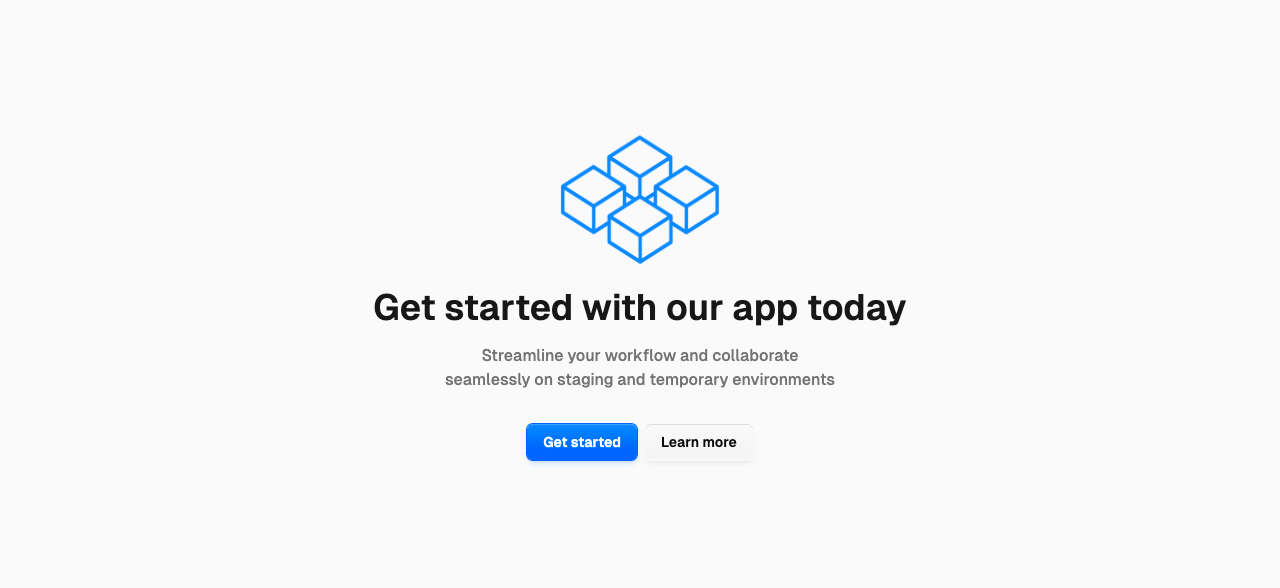 Get started with our app today
Streamline your workflow and collaborate
seamlessly on staging and temporary environments
Get started
Learn more